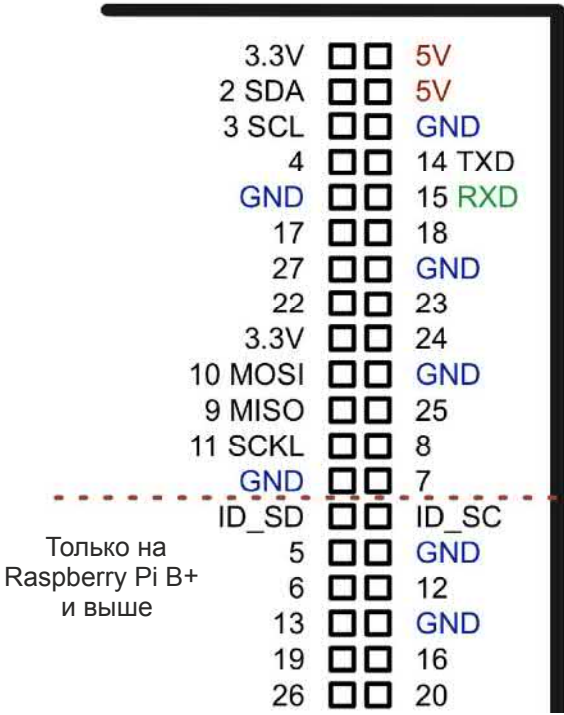 3.3V 5V
2 SDA 5V
3 SCL GND
4 14 TXD
GND 15 RXD
17 18
27 GND
22 23
3.3V 24
10 MOSI GND
9 MISO 25
11 SCKL 8
GND 7
ID_SD ID_SC
Только на
Raspberry Pi B+
и выше
5 GND
6 12
13 GND
19 16
26 20